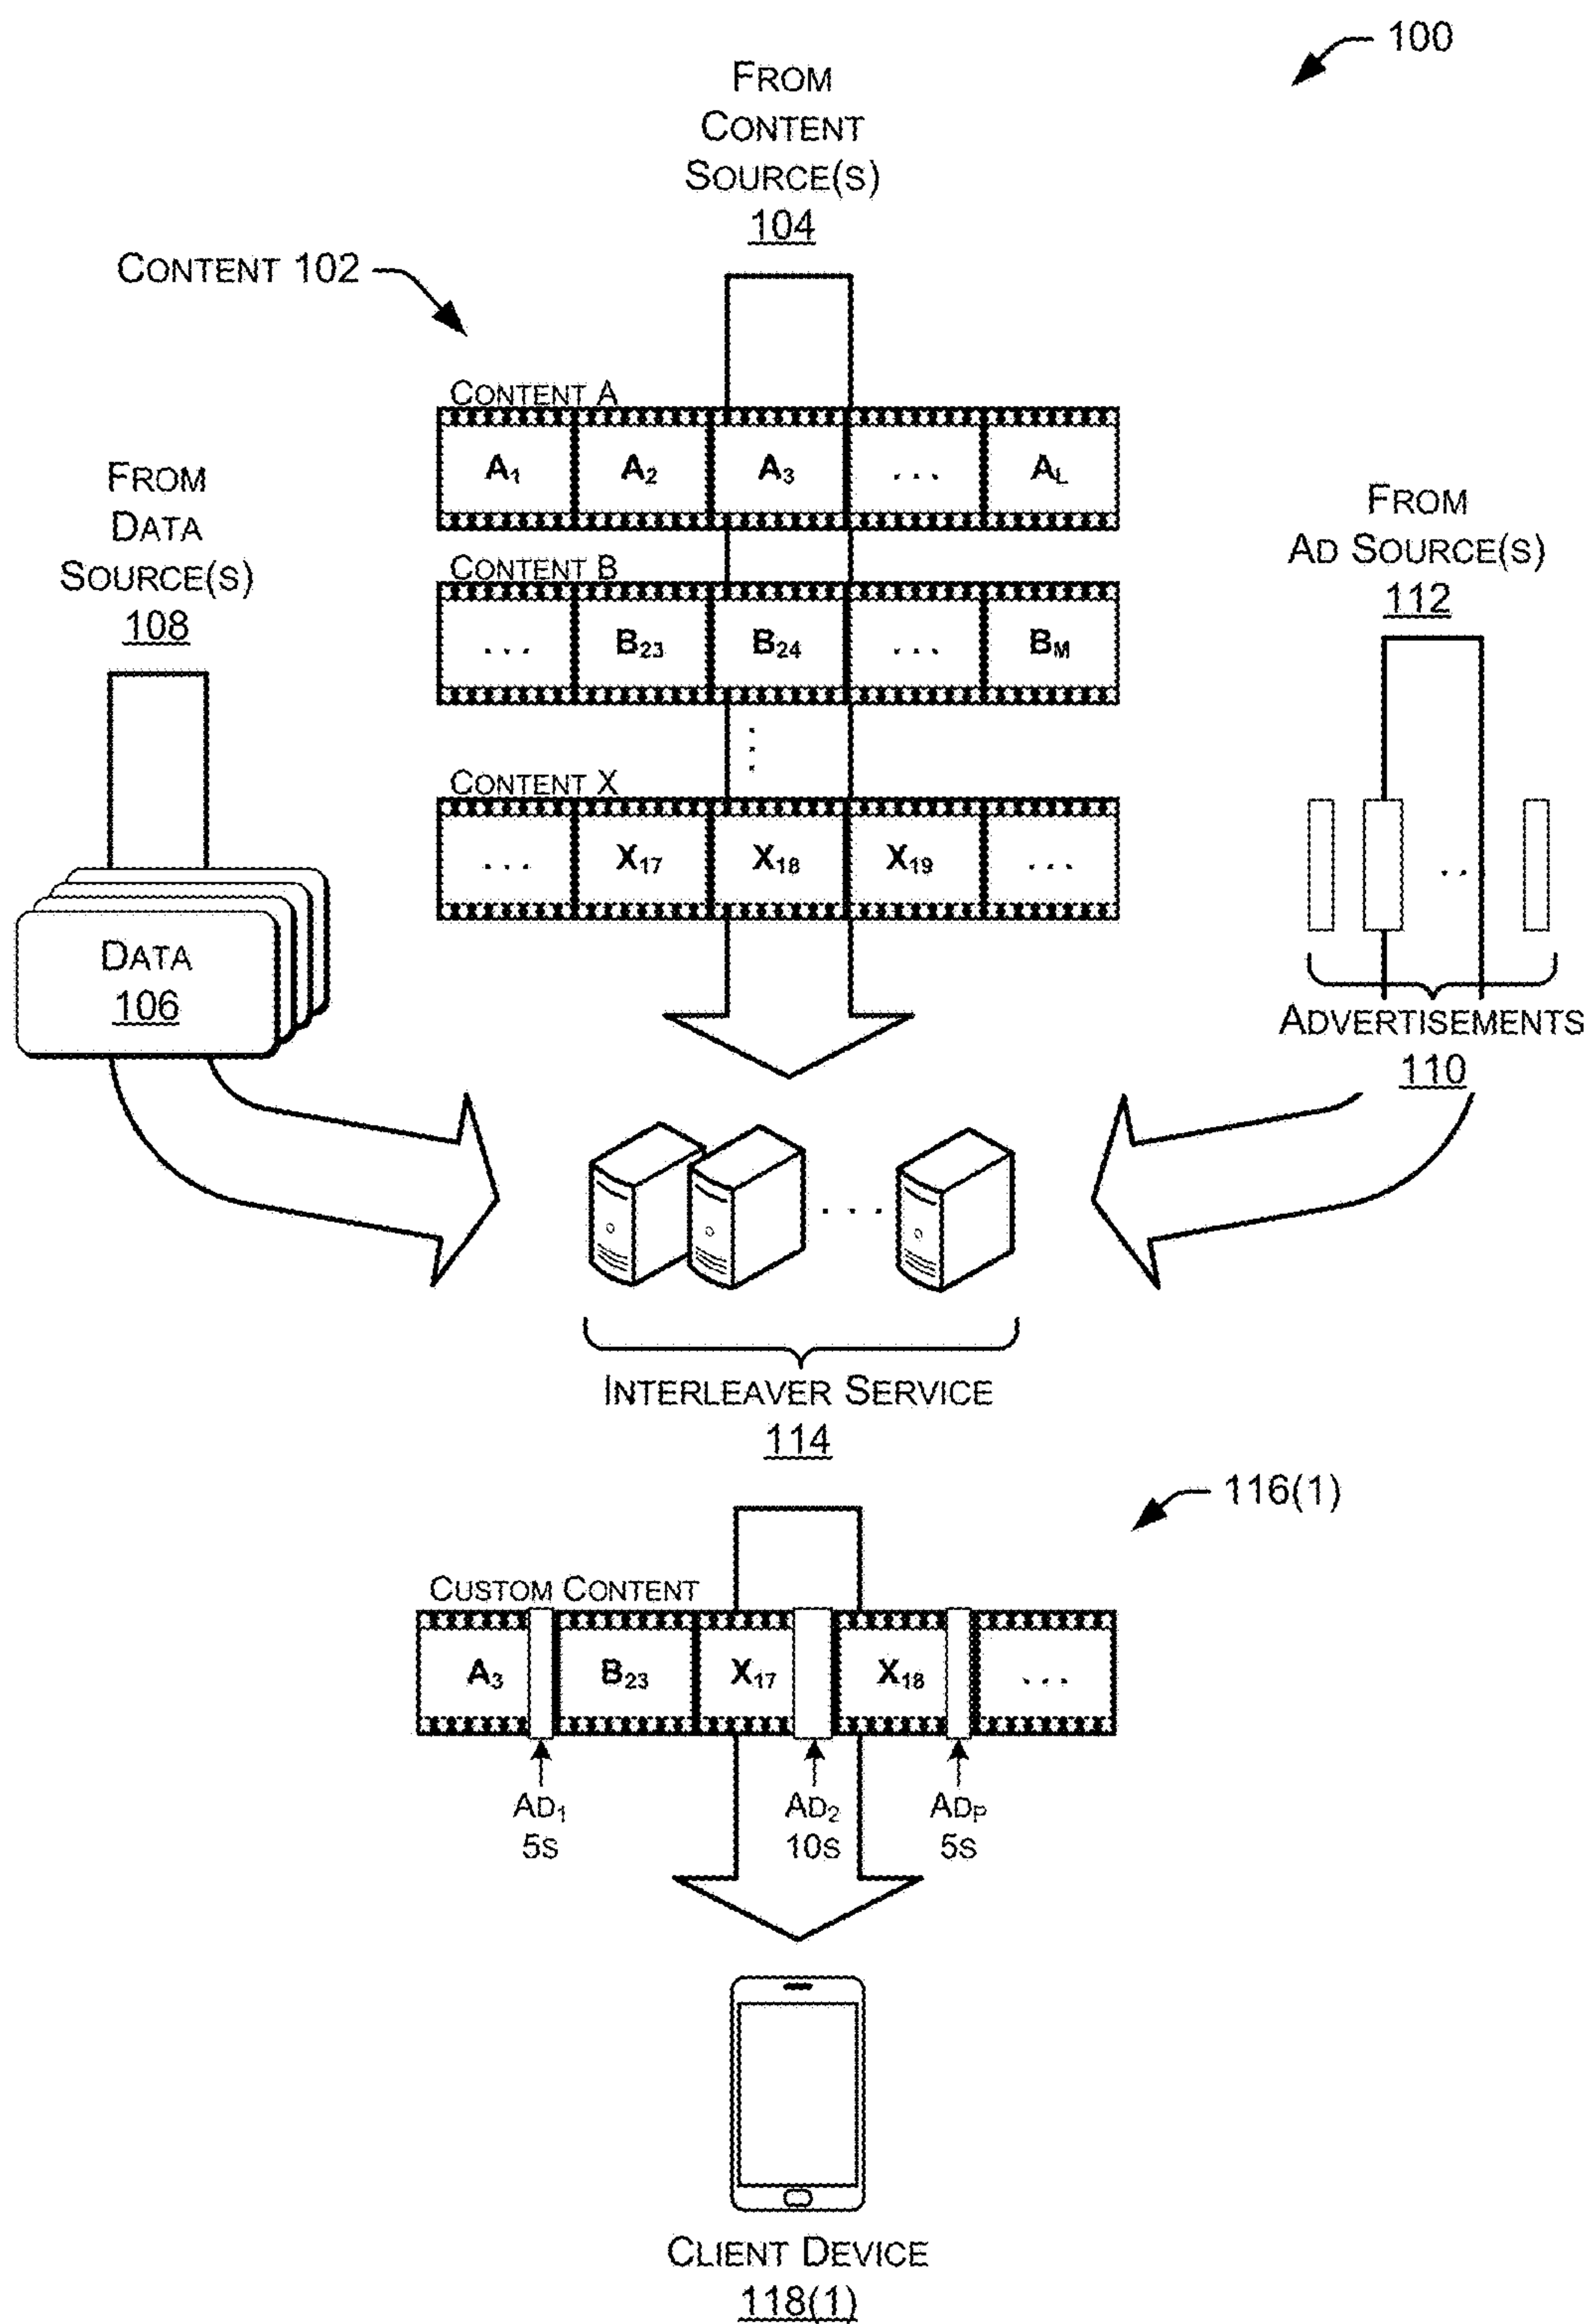 100
FROM
CONTENT
SOURCE(S)
104
CONTENT 102
CONTENT A
A1 A2 A3 ... AL
FROM
DATA
SOURCE(S)
108
FROM
AD SOURCE(S)
112
CONTENT B
... B23 B24 ... BM
CONTENT X
... X17 X18 X19 ...
..
DATA
106
ADVERTISEMENTS
110
...
INTERLEAVER SERVICE
114
116(1)
CUSTOM CONTENT
A3 B23 X17 X18 ...
AD1 AD2 ADP
5S 10S 5S
CLIENT DEVICE
118(1)